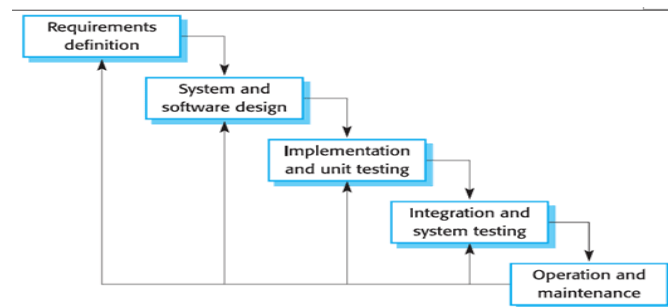 Requirements
definition
System and
software design
Implementation
and unit testing
Integration and
system testing
Operation and
maintenance